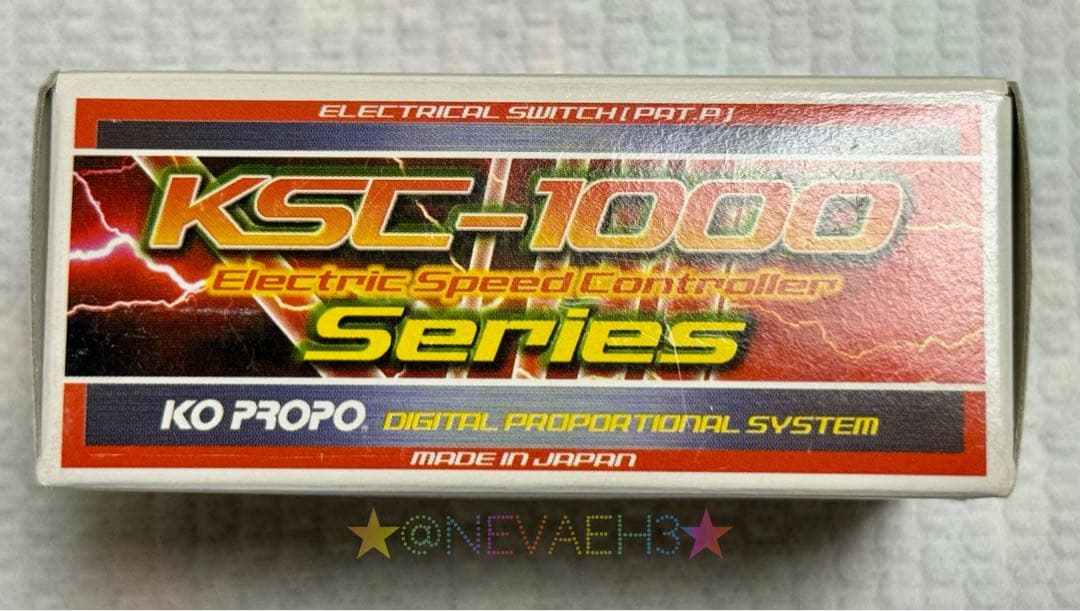 ELECTRICAL SWITCH [PAT.P]
KSC-1000
Electric Speed Controller
Series
KO PROPO® DIGITAL PROPORTIONAL SYSTEM
MADE IN JAPAN
★@NEVAEH3★